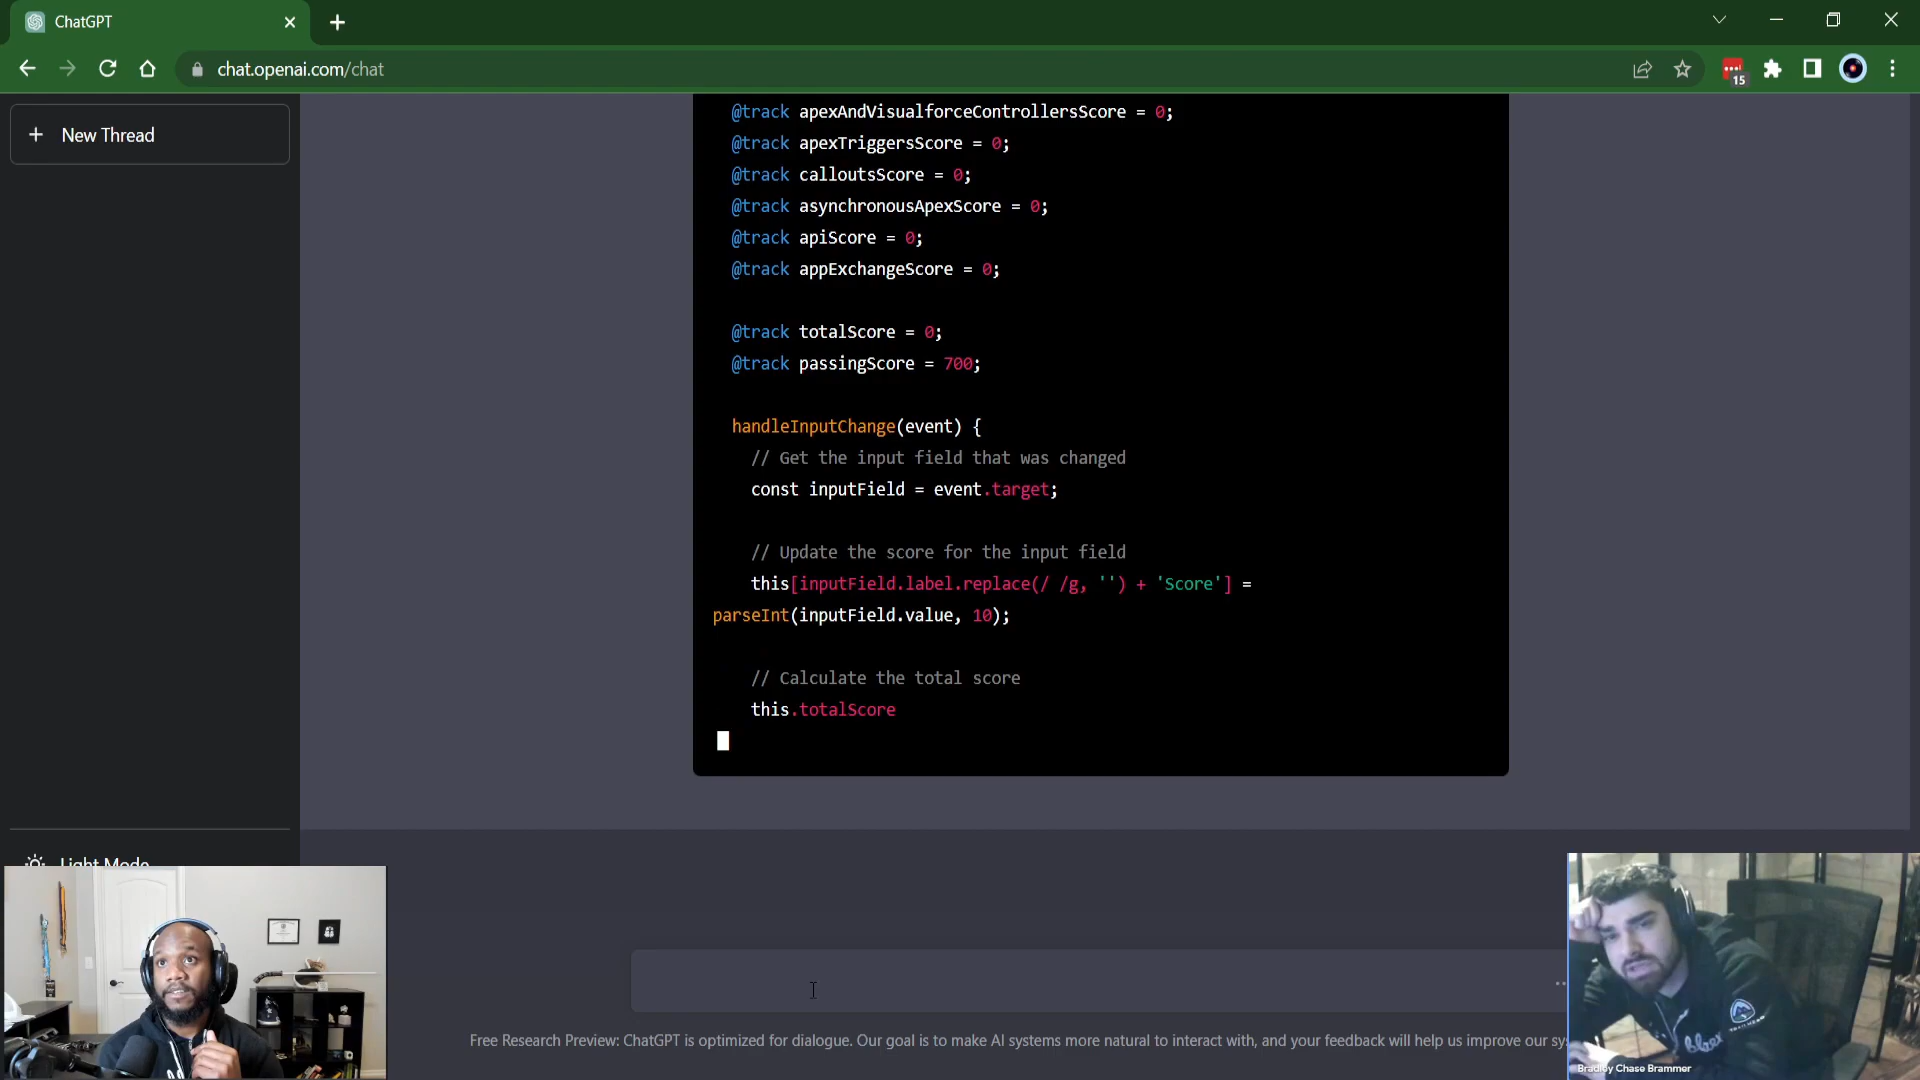 ChatGPT
chat.openai.com/chat
15
+ New Thread
@track apexAndVisualforceControllersScore = 0;
@track apexTriggersScore = 0;
@track calloutsScore = 0;
@track asynchronousApexScore = 0;
@track apiScore = 0;
@track appExchangeScore = 0;
@track totalScore = 0;
@track passingScore = 700;
handleInputChange(event) {
// Get the input field that was changed
const inputField = event.target;
// Update the score for the input field
this[inputField.label.replace(/ /g, '') + 'Score'] =
parseInt(inputField.value, 10);
// Calculate the total score
this.totalScore
Light Mode
Free Research Preview: ChatGPT is optimized for dialogue. Our goal is to make AI systems more natural to interact with, and your feedback will help us improve our sy
Bradley Chase Brammer